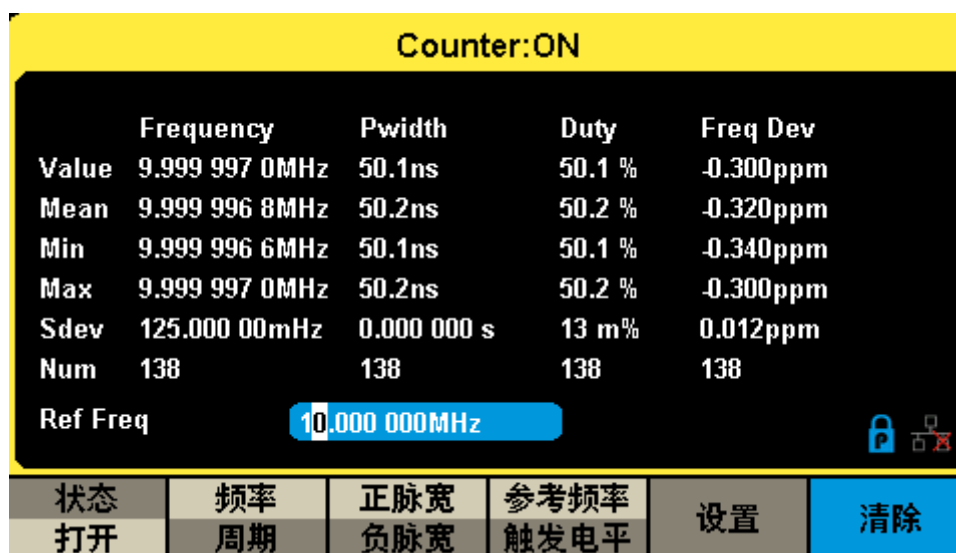 Counter:ON
Frequency Pwidth Duty Freq Dev
Value 9.999 997 0MHz 50.1ns 50.1 % -0.300ppm
Mean 9.999 996 8MHz 50.2ns 50.2 % -0.320ppm
Min 9.999 996 6MHz 50.1ns 50.1 % -0.340ppm
Max 9.999 997 0MHz 50.2ns 50.2 % -0.300ppm
Sdev 125.000 00mHz 0.000 000 s 13 m% 0.012ppm
Num 138 138 138 138
Ref Freq 10.000 000MHz
P
状态 频率 正脉宽 参考频率 设置 清除
打开 周期 负脉宽 触发电平